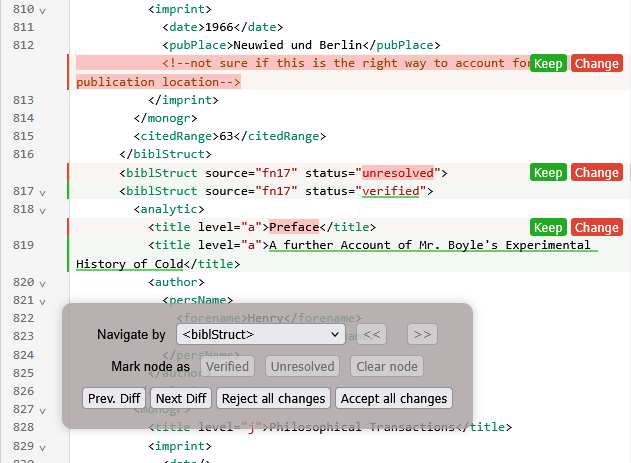 810 <imprint>
811 <date>1966</date>
812 <pubPlace>Neuwied und Berlin</pubPlace>
<!--not sure if this is the right way to account for Keep Change
publication location-->
813 </imprint>
814 </monogr>
815 <citedRange>63</citedRange>
816 </biblStruct>
<biblStruct source="fn17" status="unresolved"> Keep Change
817 <biblStruct source="fn17" status="verified">
818 <analytic>
<title level="a">Preface</title> Keep Change
819 <title level="a">A further Account of Mr. Boyle's Experimental
History of Cold</title>
820 <author>
821 <persName>
822 <forename>Henry</forename>
823
824 </persName>
825 </author>
826
827 <monogr>
828 <title level="j">Philosophical Transactions</title>
829 <imprint>
830 <date/>
Navigate by <biblStruct> << >>
Mark node as Verified Unresolved Clear node
Prev. Diff Next Diff Reject all changes Accept all changes